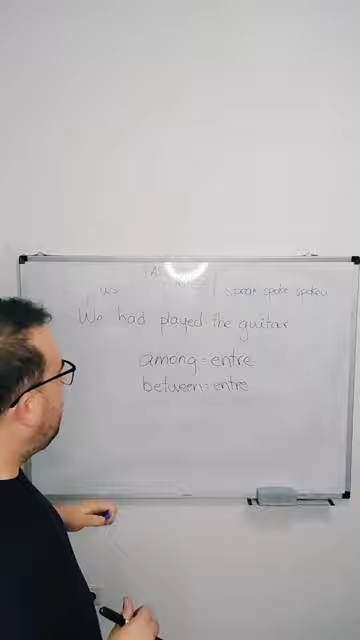 speak spoke spoken
We had played the guitar
among = entre
between = entre